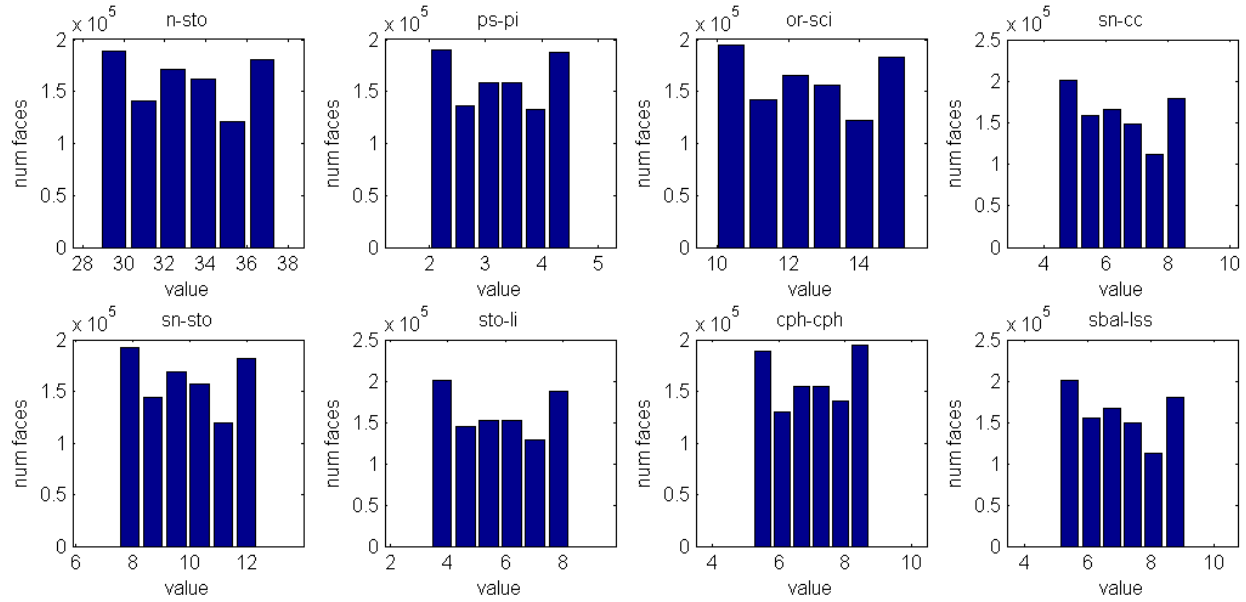 x 10^5 n-sto
2
1.5
1
0.5
0
num faces
28 30 32 34 36 38
value
x 10^5 ps-pi
2
1.5
1
0.5
0
num faces
2 3 4 5
value
x 10^5 or-sci
2
1.5
1
0.5
0
num faces
10 12 14
value
x 10^5 sn-cc
2.5
2
1.5
1
0.5
0
num faces
4 6 8 10
value
x 10^5 sn-sto
2
1.5
1
0.5
0
num faces
6 8 10 12
value
x 10^5 sto-li
2.5
2
1.5
1
0.5
0
num faces
2 4 6 8
value
x 10^5 cph-cph
2
1.5
1
0.5
0
num faces
4 6 8 10
value
x 10^5 sbal-lss
2.5
2
1.5
1
0.5
0
num faces
4 6 8 10
value